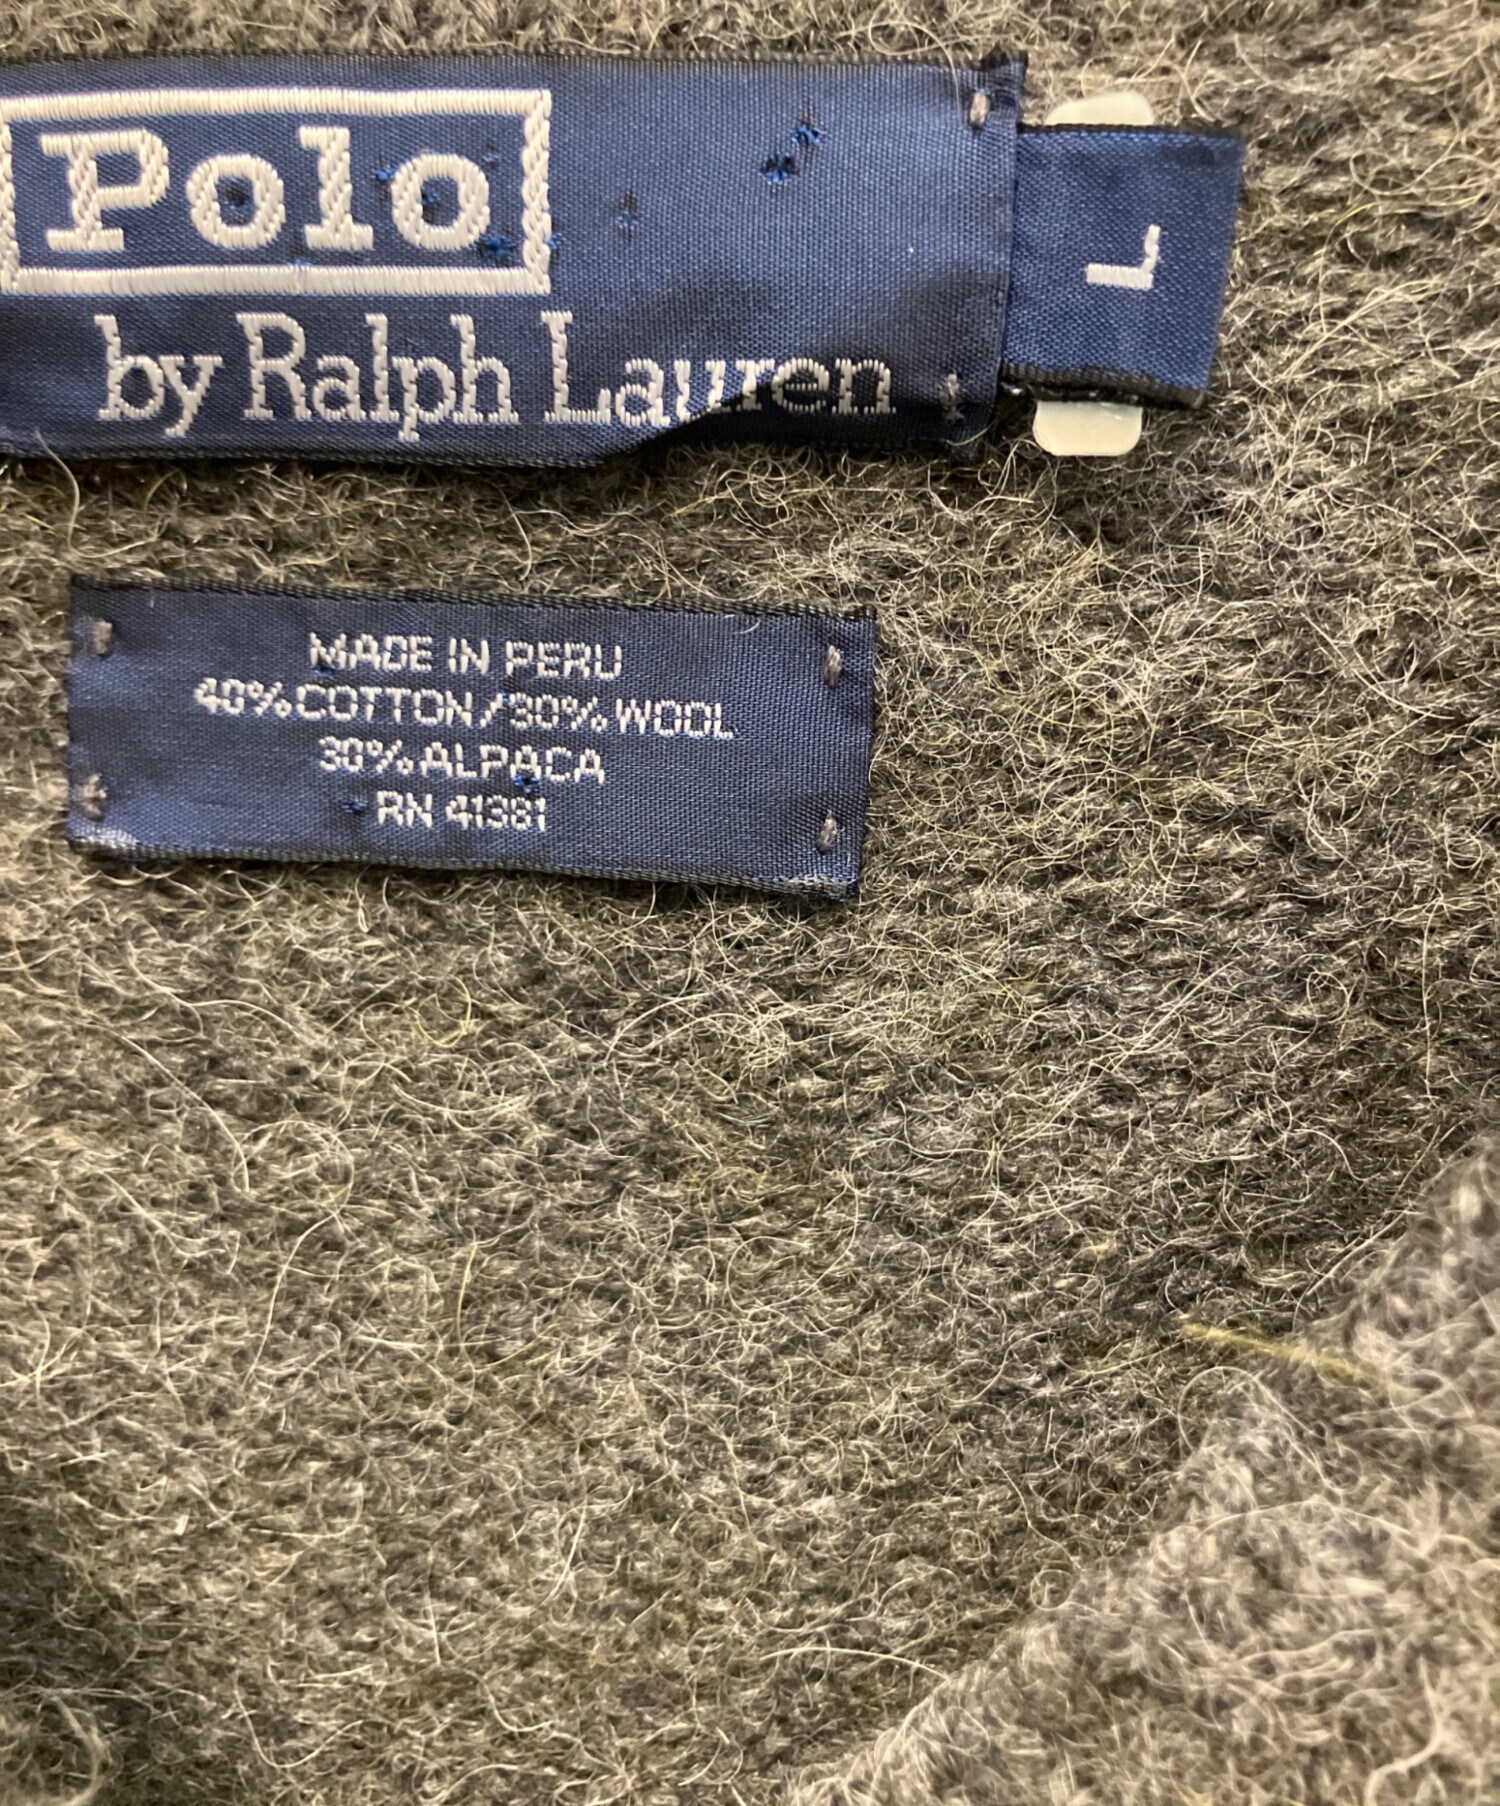 Polo
by Ralph Lauren
L
MADE IN PERU
40% COTTON/30% WOOL
30% ALPACA
RN 41381